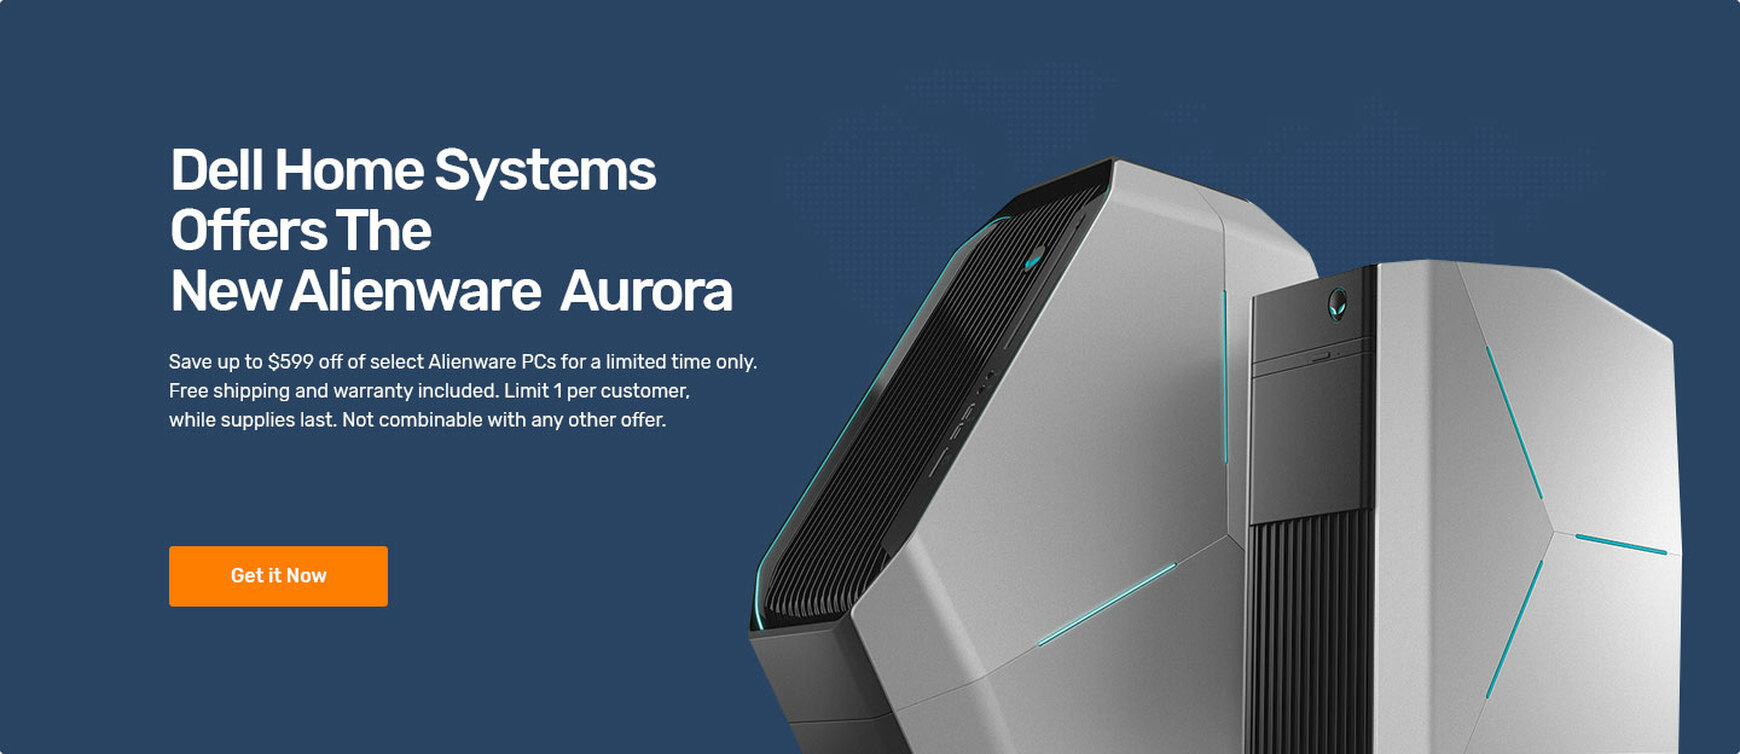 Dell Home Systems
Offers The
New Alienware Aurora
Save up to $599 off of select Alienware PCs for a limited time only.
Free shipping and warranty included. Limit 1 per customer,
while supplies last. Not combinable with any other offer.
Get it Now